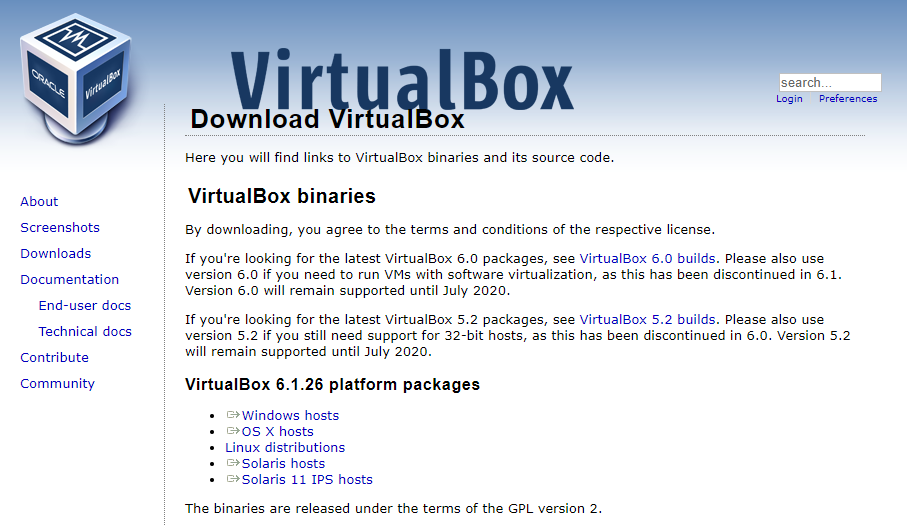 ORACLE
VirtualBox
VirtualBox
search...
Login Preferences
Download VirtualBox
Here you will find links to VirtualBox binaries and its source code.
About
Screenshots
Downloads
Documentation
End-user docs
Technical docs
Contribute
Community
VirtualBox binaries
By downloading, you agree to the terms and conditions of the respective license.
If you're looking for the latest VirtualBox 6.0 packages, see VirtualBox 6.0 builds. Please also use
version 6.0 if you need to run VMs with software virtualization, as this has been discontinued in 6.1.
Version 6.0 will remain supported until July 2020.
If you're looking for the latest VirtualBox 5.2 packages, see VirtualBox 5.2 builds. Please also use
version 5.2 if you still need support for 32-bit hosts, as this has been discontinued in 6.0. Version 5.2
will remain supported until July 2020.
VirtualBox 6.1.26 platform packages
Windows hosts
OS X hosts
Linux distributions
Solaris hosts
Solaris 11 IPS hosts
The binaries are released under the terms of the GPL version 2.